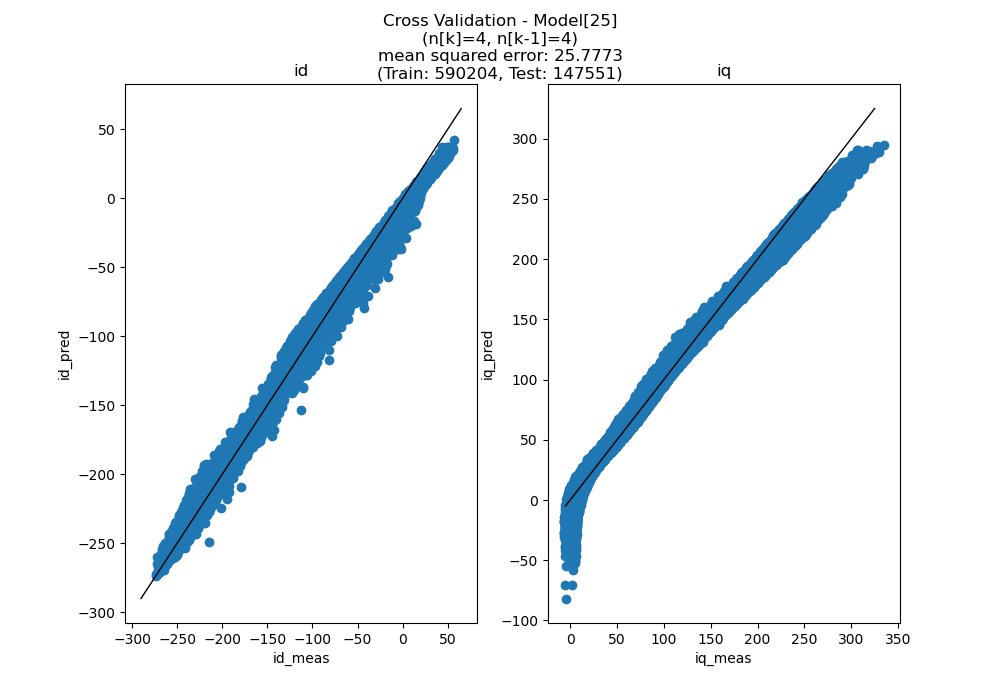 Cross Validation - Model[25]
(n[k]=4, n[k-1]=4)
mean squared error: 25.7773
(Train: 590204, Test: 147551)
id
iq
50
0
−50
−100
−150
−200
−250
−300
id_pred
−300 −250 −200 −150 −100 −50 0 50
id_meas
300
250
200
150
100
50
0
−50
−100
iq_pred
0 50 100 150 200 250 300 350
iq_meas